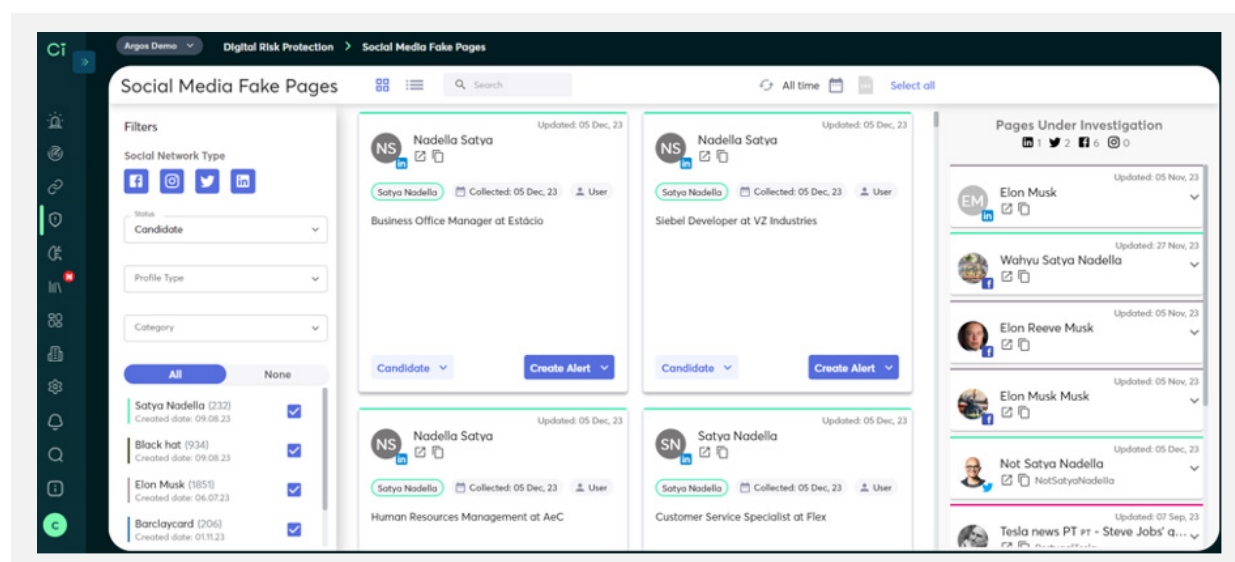 Ci
Argos Demo
Digital Risk Protection > Social Media Fake Pages
Social Media Fake Pages
Search
All time
Select all
Filters
Social Network Type
Status
Candidate
Profile Type
Category
All
None
Satya Nadella (232)
Created date: 09.08.23
Black hat (934)
Created date: 09.08.23
Elon Musk (1851)
Created date: 06.07.23
Barclaycard (206)
Created date: 01.11.23
N
C
Updated: 05 Dec, 23
NS
Nadella Satya
Satya Nadella
Collected: 05 Dec, 23
User
Business Office Manager at Estácio
Candidate
Create Alert
Updated: 05 Dec, 23
NS
Nadella Satya
Satya Nadella
Collected: 05 Dec, 23
User
Siebel Developer at VZ Industries
Candidate
Create Alert
Updated: 05 Dec, 23
NS
Nadella Satya
Satya Nadella
Collected: 05 Dec, 23
User
Human Resources Management at AeC
Updated: 05 Dec, 23
SN
Satya Nadella
Satya Nadella
Collected: 05 Dec, 23
User
Customer Service Specialist at Flex
Pages Under Investigation
1 2 6 0
Updated: 05 Nov, 23
EM
Elon Musk
Updated: 27 Nov, 23
Wahyu Satya Nadella
Updated: 05 Nov, 23
Elon Reeve Musk
Updated: 05 Nov, 23
Elon Musk Musk
Updated: 05 Dec, 23
Not Satya Nadella
NotSatyaNadella
Updated: 07 Sep, 23
Tesla news PT PT - Steve Jobs' q...